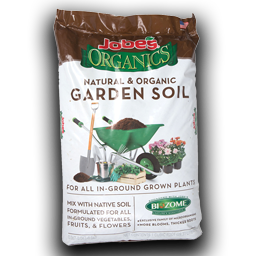 Jobe's
ORGANICS
NATURAL & ORGANIC
GARDEN SOIL
FOR ALL IN-GROUND GROWN PLANTS
MIX WITH NATIVE SOIL
FORMULATED FOR ALL
IN-GROUND VEGETABLES,
FRUITS, & FLOWERS
BIOZOME